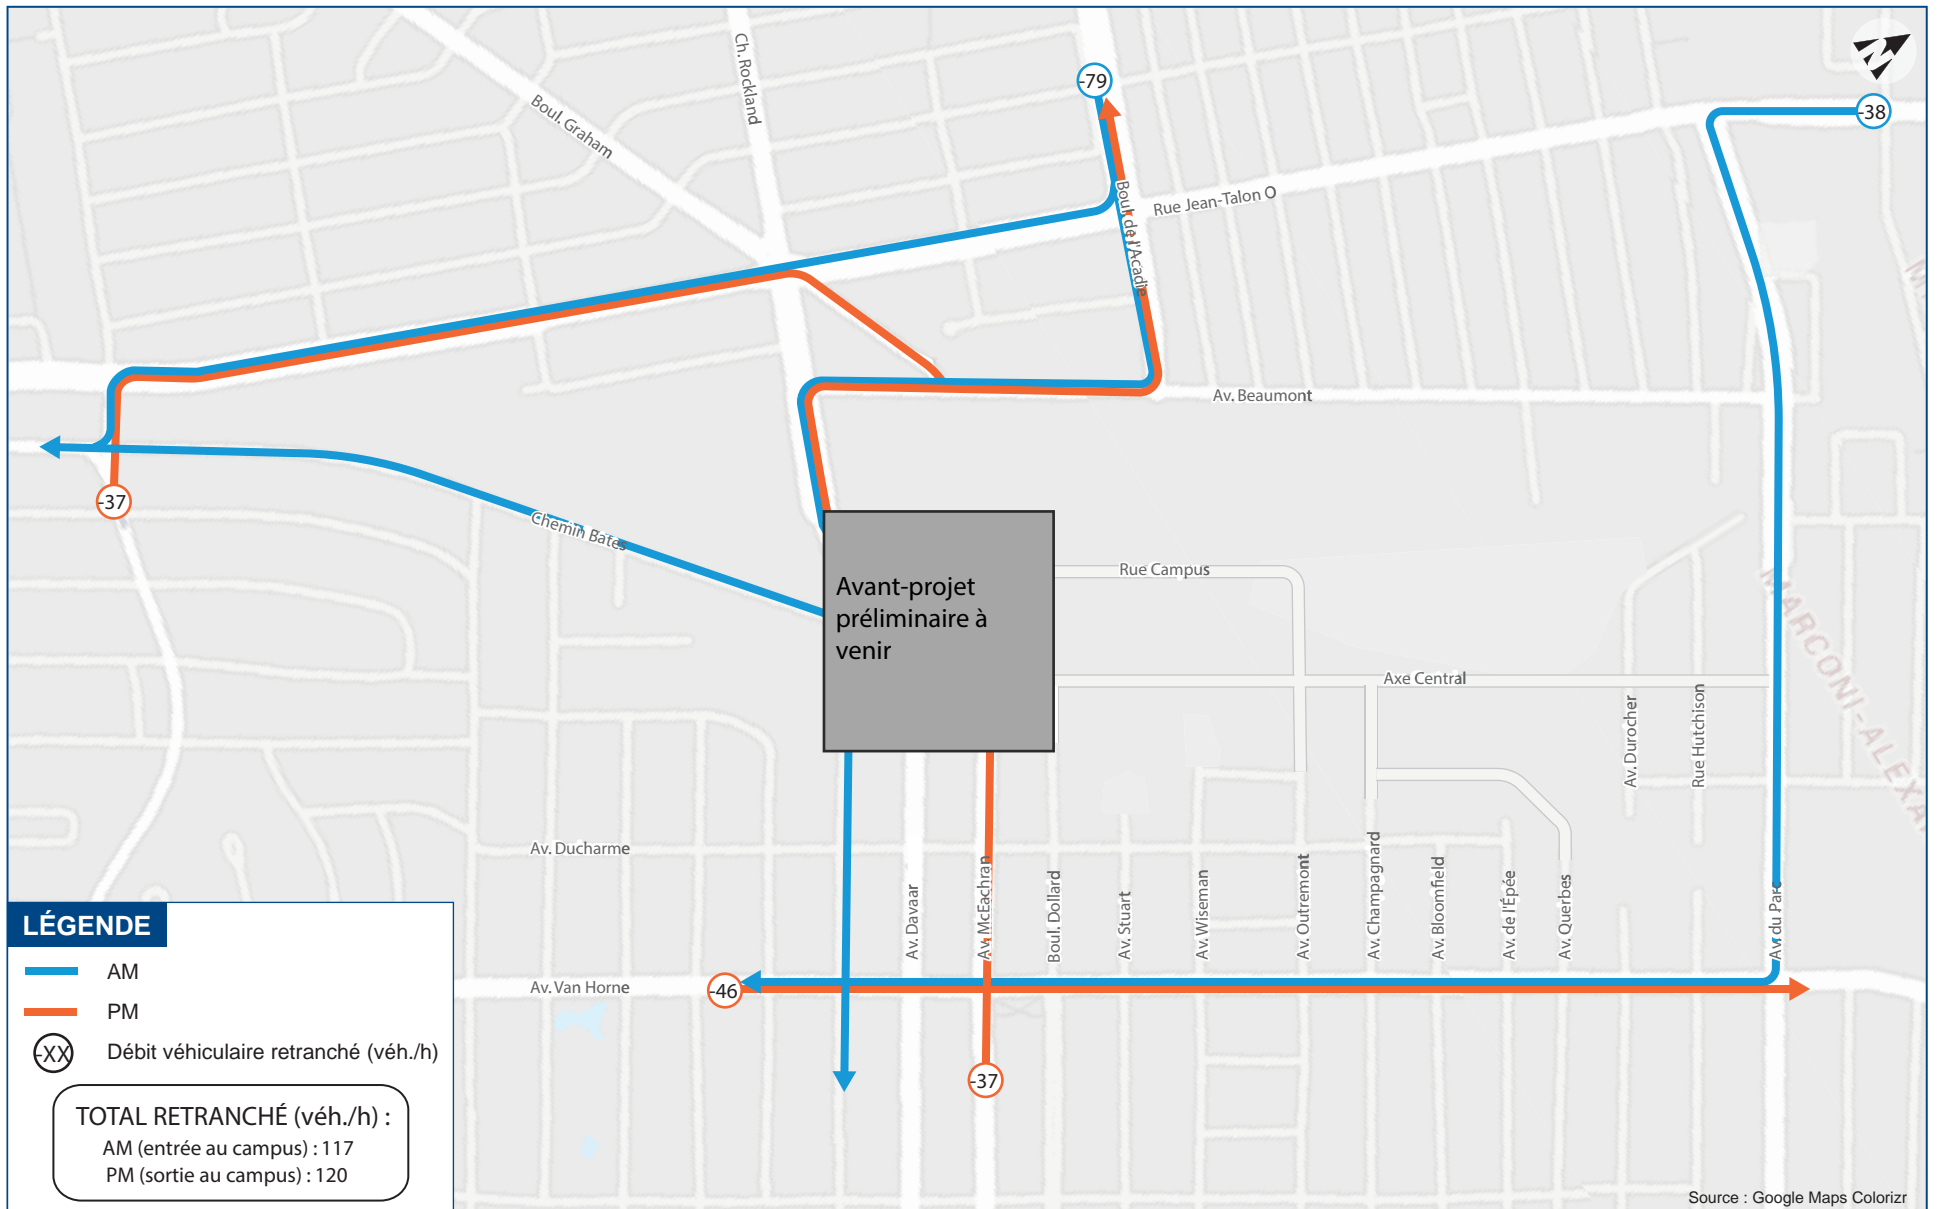 Ch. Rockland
-79
-38
Boul. Graham
Boul. de l'Acadie
Rue Jean-Talon O
Av. Beaumont
-37
Chemin Bates
Avant-projet
préliminaire à
venir
Rue Campus
Axe Central
Av. Durocher
Rue Hutchison
Av. Ducharme
Av. Davaar
Av. McEachran
Boul. Dollard
Av. Stuart
Av. Wiseman
Av. Outremont
Av. Champagnard
Av. Bloomfield
Av. de l'Épée
Av. Querbes
Av. du Parc
Av. Van Horne
-46
-37
LÉGENDE
AM
PM
-XX Débit véhiculaire retranché (véh./h)
TOTAL RETRANCHÉ (véh./h) :
AM (entrée au campus) : 117
PM (sortie au campus) : 120
Source : Google Maps Colorizr